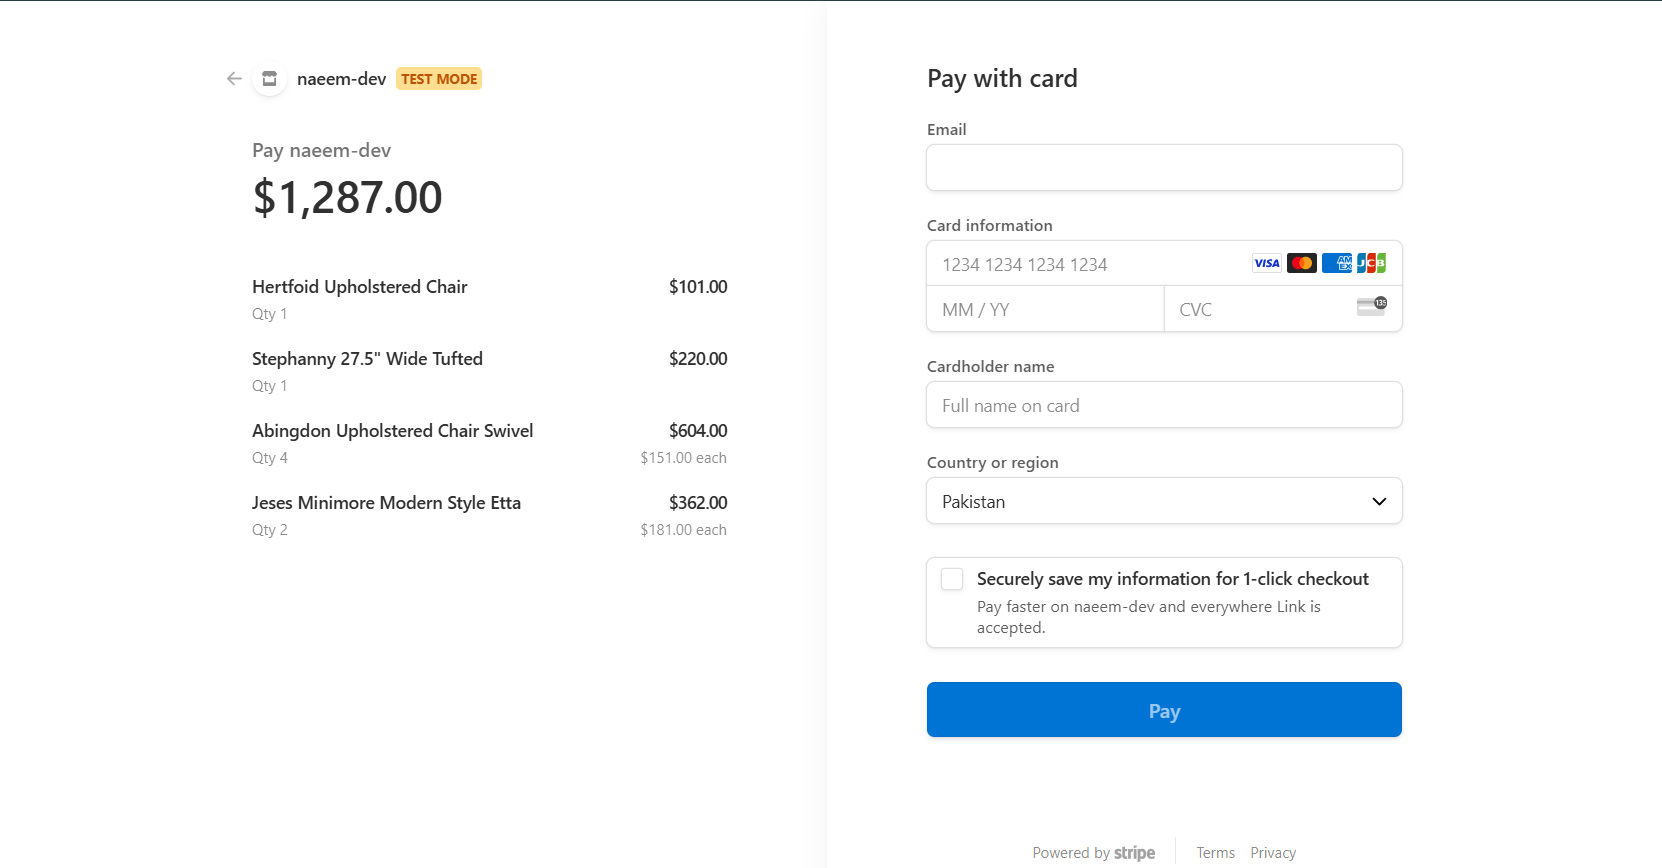 naeem-dev TEST MODE
Pay naeem-dev
$1,287.00
Hertfoid Upholstered Chair $101.00
Qty 1
Stephanny 27.5" Wide Tufted $220.00
Qty 1
Abingdon Upholstered Chair Swivel $604.00
Qty 4 $151.00 each
Jeses Minimore Modern Style Etta $362.00
Qty 2 $181.00 each
Pay with card
Email
Card information
1234 1234 1234 1234 VISA AMEX JCB
MM / YY CVC 135
Cardholder name
Full name on card
Country or region
Pakistan
Securely save my information for 1-click checkout
Pay faster on naeem-dev and everywhere Link is
accepted.
Pay
Powered by stripe Terms Privacy